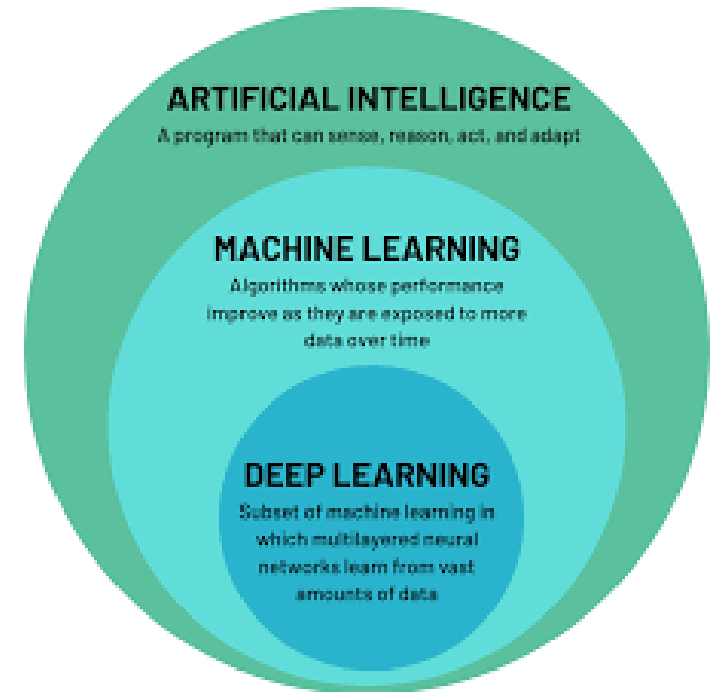 ARTIFICIAL INTELLIGENCE
A program that can sense, reason, act, and adapt
MACHINE LEARNING
Algorithms whose performance
improve as they are exposed to more
data over time
DEEP LEARNING
Subset of machine learning in
which multilayered neural
networks learn from vast
amounts of data